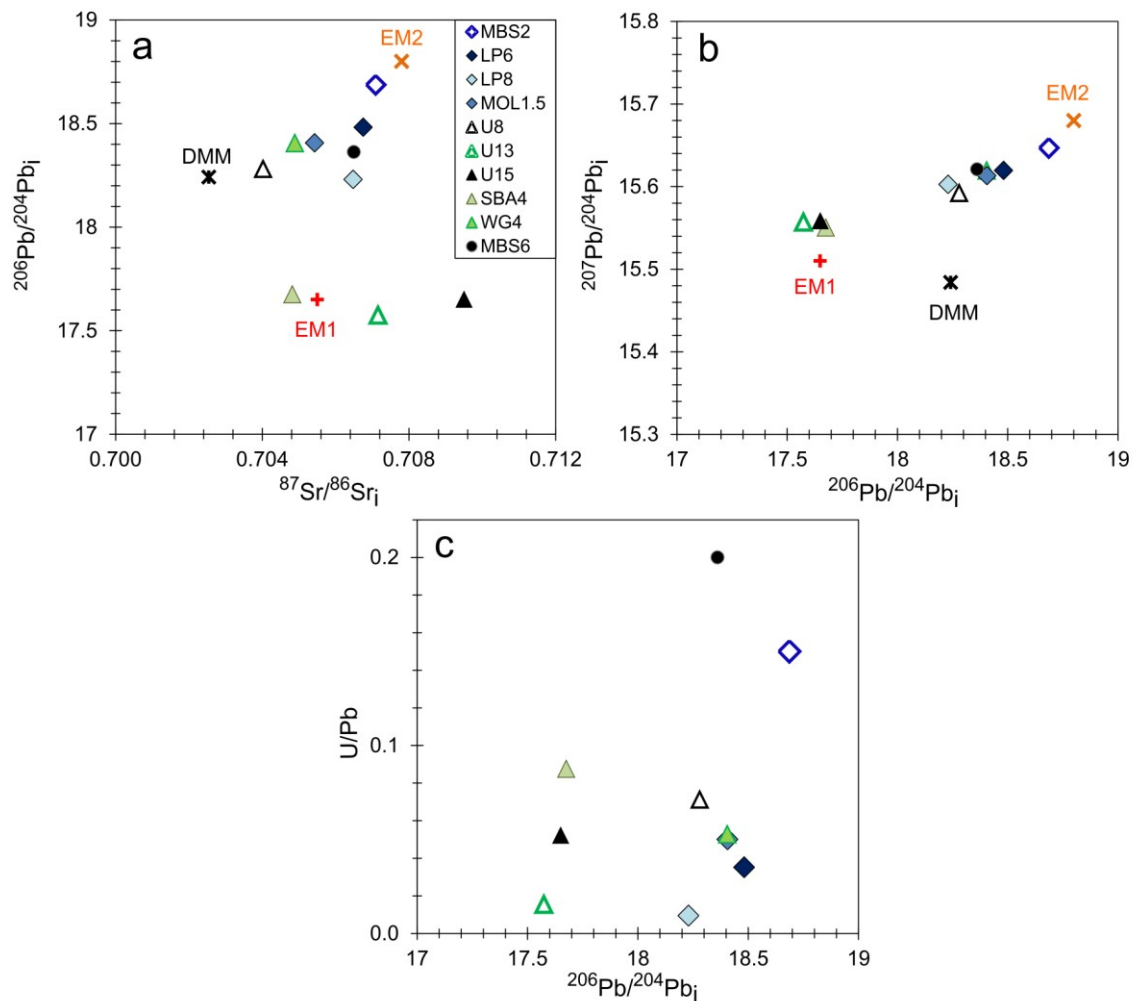 a
19
18.5
18
17.5
17
²⁰⁶Pb/²⁰⁴Pbᵢ
0.700
0.704
0.708
0.712
⁸⁷Sr/⁸⁶Srᵢ
EM2
DMM
EM1
MBS2
LP6
LP8
MOL1.5
U8
U13
U15
SBA4
WG4
MBS6
b
15.8
15.7
15.6
15.5
15.4
15.3
²⁰⁷Pb/²⁰⁴Pbᵢ
17
17.5
18
18.5
19
²⁰⁶Pb/²⁰⁴Pbᵢ
EM2
EM1
DMM
c
0.2
0.1
0.0
U/Pb
17
17.5
18
18.5
19
²⁰⁶Pb/²⁰⁴Pbᵢ